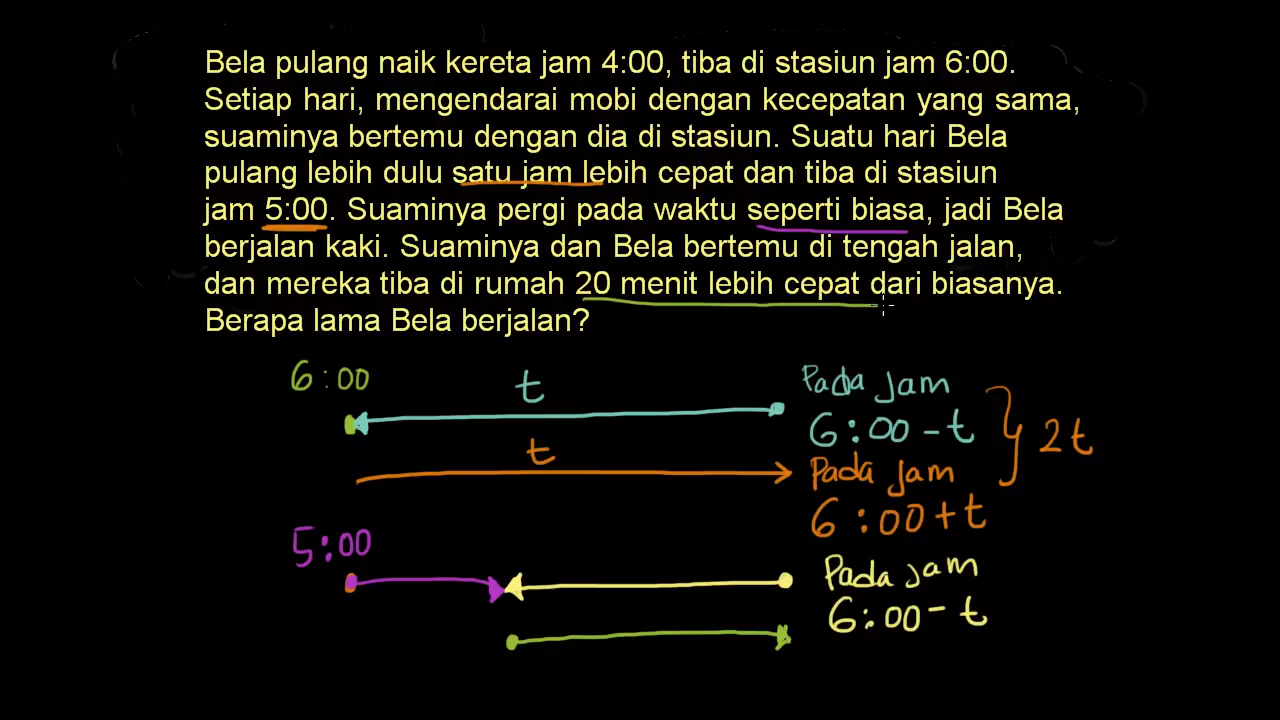 Bela pulang naik kereta jam 4:00, tiba di stasiun jam 6:00.
Setiap hari, mengendarai mobi dengan kecepatan yang sama,
suaminya bertemu dengan dia di stasiun. Suatu hari Bela
pulang lebih dulu satu jam lebih cepat dan tiba di stasiun
jam 5:00. Suaminya pergi pada waktu seperti biasa, jadi Bela
berjalan kaki. Suaminya dan Bela bertemu di tengah jalan,
dan mereka tiba di rumah 20 menit lebih cepat dari biasanya.
Berapa lama Bela berjalan?
6:00
t
Pada jam
6:00 - t
t
Pada jam
6:00 + t
2t
5:00
Pada jam
6:00 - t